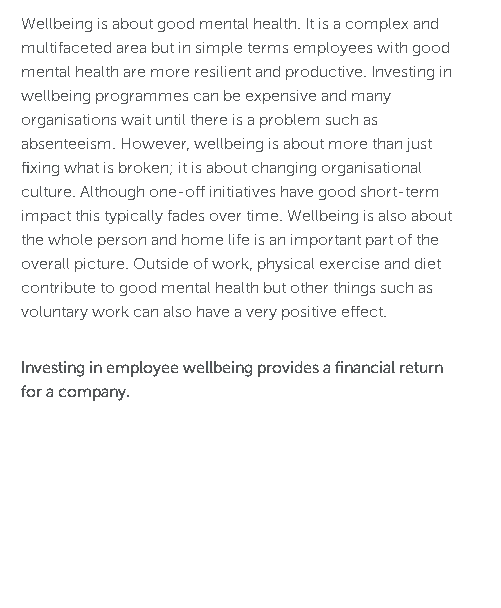 Wellbeing is about good mental health. It is a complex and
multifaceted area but in simple terms employees with good
mental health are more resilient and productive. Investing in
wellbeing programmes can be expensive and many
organisations wait until there is a problem such as
absenteeism. However, wellbeing is about more than just
fixing what is broken; it is about changing organisational
culture. Although one-off initiatives have good short-term
impact this typically fades over time. Wellbeing is also about
the whole person and home life is an important part of the
overall picture. Outside of work, physical exercise and diet
contribute to good mental health but other things such as
voluntary work can also have a very positive effect.

Investing in employee wellbeing provides a financial return
for a company.